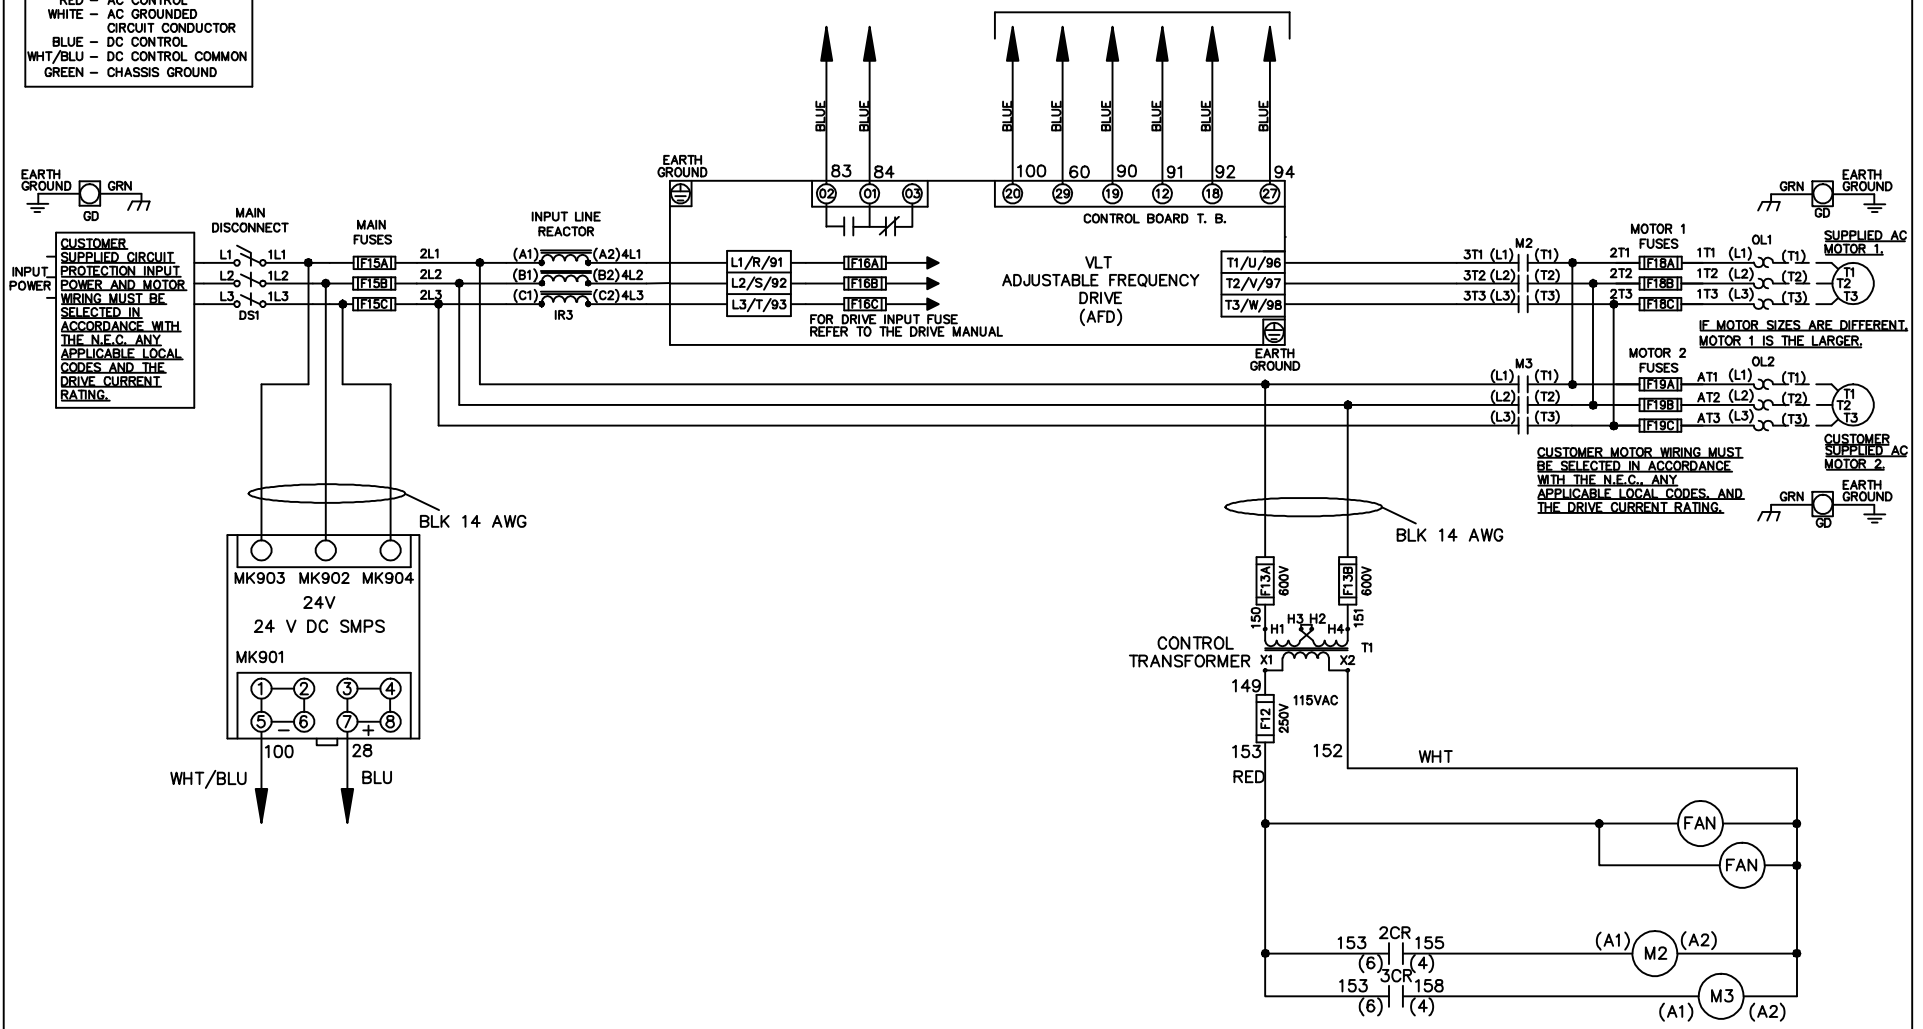 RED – AC CONTROL
WHITE – AC GROUNDED
CIRCUIT CONDUCTOR
BLUE – DC CONTROL
WHT/BLU – DC CONTROL COMMON
GREEN – CHASSIS GROUND
BLUE
BLUE
BLUE
BLUE
BLUE
BLUE
BLUE
BLUE
83 84
100 60 90 91 92 94
02 01 03
20 29 19 12 18 27
CONTROL BOARD T. B.
EARTH
GROUND
EARTH
GROUND GRN
GD
MAIN
DISCONNECT
MAIN
FUSES
INPUT LINE
REACTOR
INPUT
POWER
CUSTOMER
SUPPLIED CIRCUIT
PROTECTION INPUT
POWER AND MOTOR
WIRING MUST BE
SELECTED IN
ACCORDANCE WITH
THE N.E.C. ANY
APPLICABLE LOCAL
CODES AND THE
DRIVE CURRENT
RATING.
L1 1L1 F15A 2L1 (A1) (A2) 4L1 L1/R/91 F16A
L2 1L2 F15B 2L2 (B1) (B2) 4L2 L2/S/92 F16B
L3 1L3 F15C 2L3 (C1) (C2) 4L3 L3/T/93 F16C
DS1
IR3
FOR DRIVE INPUT FUSE
REFER TO THE DRIVE MANUAL
VLT
ADJUSTABLE FREQUENCY
DRIVE
(AFD)
T1/U/96
T2/V/97
T3/W/98
EARTH
GROUND
GRN EARTH
GROUND
GD
MOTOR 1
FUSES
M2
OL1
SUPPLIED AC
MOTOR 1.
3T1 (L1) (T1) 2T1 F18A 1T1 (L1) (T1) T1
3T2 (L2) (T2) 2T2 F18B 1T2 (L2) (T2) T2
3T3 (L3) (T3) 2T3 F18C 1T3 (L3) (T3) T3
IF MOTOR SIZES ARE DIFFERENT,
MOTOR 1 IS THE LARGER.
MOTOR 2
FUSES
M3
OL2
(L1) (T1) F19A AT1 (L1) (T1) T1
(L2) (T2) F19B AT2 (L2) (T2) T2
(L3) (T3) F19C AT3 (L3) (T3) T3
CUSTOMER
SUPPLIED AC
MOTOR 2.
CUSTOMER MOTOR WIRING MUST
BE SELECTED IN ACCORDANCE
WITH THE N.E.C., ANY
APPLICABLE LOCAL CODES, AND
THE DRIVE CURRENT RATING.
GRN EARTH
GROUND
GD
BLK 14 AWG
BLK 14 AWG
MK903 MK902 MK904
24V
24 V DC SMPS
MK901
1 2 3 4
5 6 7 8
– +
100 28
WHT/BLU BLU
F13A
600V
F13B
600V
150
151
H1 H3 H2 H4
T1
CONTROL
TRANSFORMER
X1 X2
149
115VAC
F12
250V
153 152
RED
WHT
FAN
FAN
153 2CR 155 (A1) M2 (A2)
(6) (4)
153 3CR 158 M3
(6) (4) (A1) (A2)